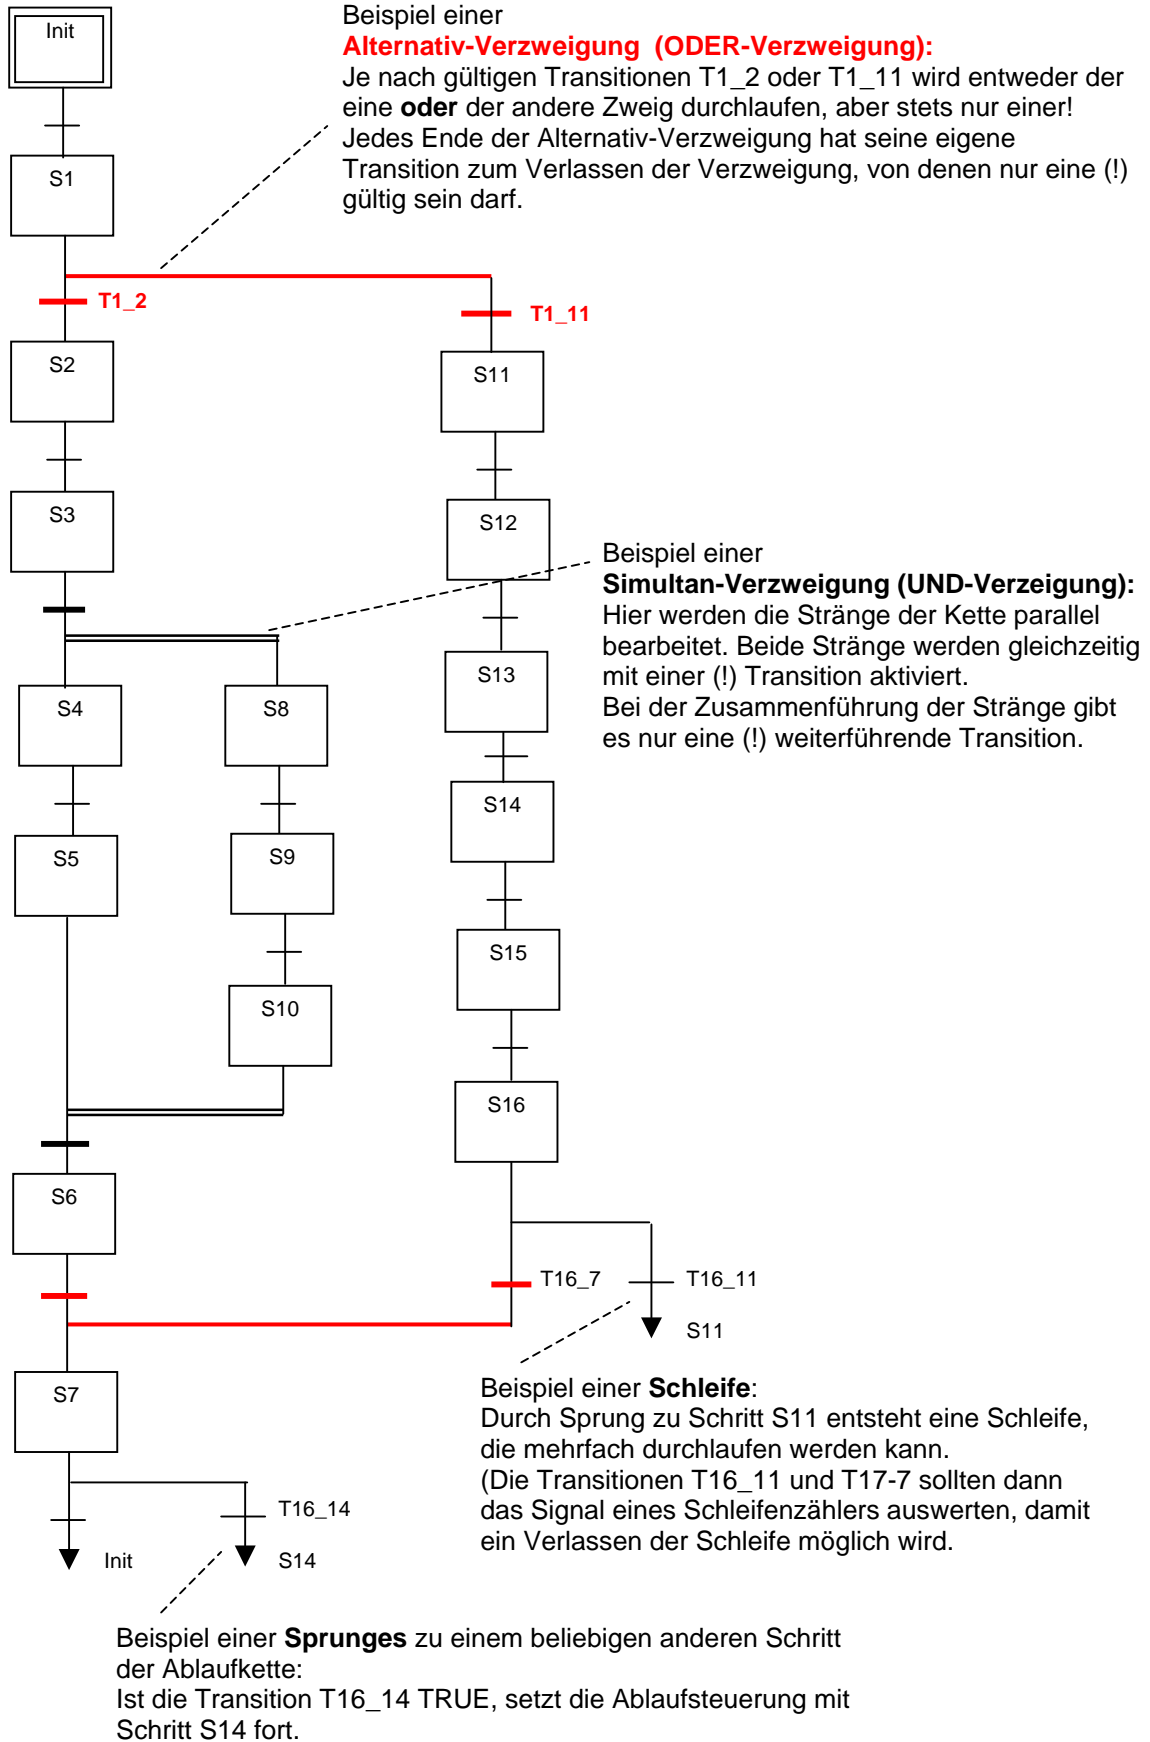 Init
Beispiel einer
Alternativ-Verzweigung (ODER-Verzweigung):
Je nach gültigen Transitionen T1_2 oder T1_11 wird entweder der
eine oder der andere Zweig durchlaufen, aber stets nur einer!
Jedes Ende der Alternativ-Verzweigung hat seine eigene
Transition zum Verlassen der Verzweigung, von denen nur eine (!)
gültig sein darf.
S1
T1_2
T1_11
S2
S11
S3
S12
Beispiel einer
Simultan-Verzweigung (UND-Verzeigung):
Hier werden die Stränge der Kette parallel
bearbeitet. Beide Stränge werden gleichzeitig
mit einer (!) Transition aktiviert.
Bei der Zusammenführung der Stränge gibt
es nur eine (!) weiterführende Transition.
S13
S4
S8
S14
S5
S9
S15
S10
S16
S6
T16_7
T16_11
S11
S7
Beispiel einer Schleife:
Durch Sprung zu Schritt S11 entsteht eine Schleife,
die mehrfach durchlaufen werden kann.
(Die Transitionen T16_11 und T17-7 sollten dann
das Signal eines Schleifenzählers auswerten, damit
ein Verlassen der Schleife möglich wird.
T16_14
Init
S14
Beispiel einer Sprunges zu einem beliebigen anderen Schritt
der Ablaufkette:
Ist die Transition T16_14 TRUE, setzt die Ablaufsteuerung mit
Schritt S14 fort.